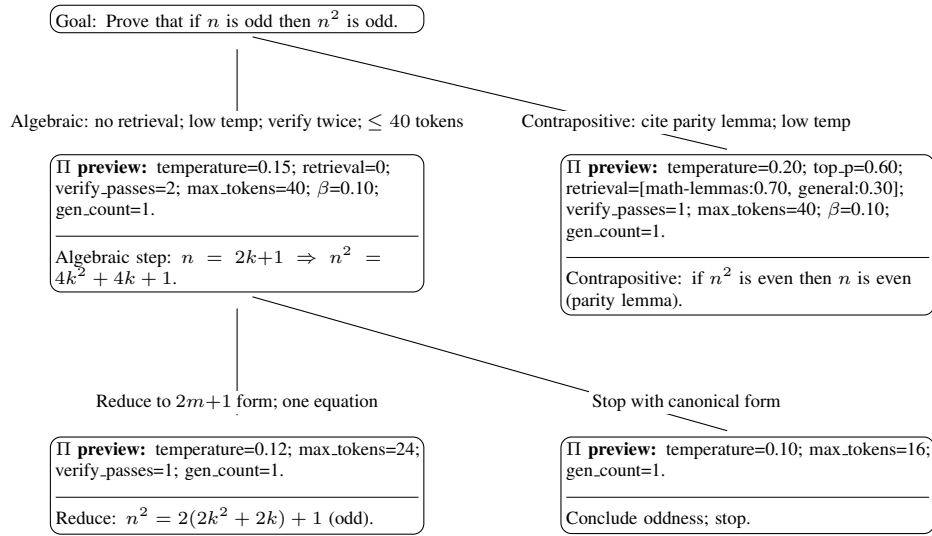 Goal: Prove that if n is odd then n² is odd.
Algebraic: no retrieval; low temp; verify twice; ≤ 40 tokens
Contrapositive: cite parity lemma; low temp
Π preview: temperature=0.15; retrieval=0;
verify_passes=2; max_tokens=40; β=0.10;
gen_count=1.
Algebraic step: n = 2k+1 ⇒ n² =
4k² + 4k + 1.
Π preview: temperature=0.20; top_p=0.60;
retrieval=[math-lemmas:0.70, general:0.30];
verify_passes=1; max_tokens=40; β=0.10;
gen_count=1.
Contrapositive: if n² is even then n is even
(parity lemma).
Reduce to 2m+1 form; one equation
Stop with canonical form
Π preview: temperature=0.12; max_tokens=24;
verify_passes=1; gen_count=1.
Reduce: n² = 2(2k² + 2k) + 1 (odd).
Π preview: temperature=0.10; max_tokens=16;
gen_count=1.
Conclude oddness; stop.